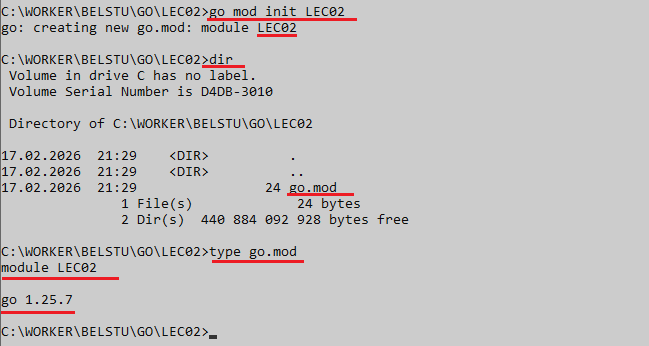 C:\WORKER\BELSTU\GO\LEC02>go mod init LEC02
go: creating new go.mod: module LEC02
C:\WORKER\BELSTU\GO\LEC02>dir
 Volume in drive C has no label.
 Volume Serial Number is D4DB-3010
 Directory of C:\WORKER\BELSTU\GO\LEC02
17.02.2026  21:29    <DIR>          .
17.02.2026  21:29    <DIR>          ..
17.02.2026  21:29                24 go.mod
               1 File(s)             24 bytes
               2 Dir(s)  440 884 092 928 bytes free
C:\WORKER\BELSTU\GO\LEC02>type go.mod
module LEC02
go 1.25.7
C:\WORKER\BELSTU\GO\LEC02>